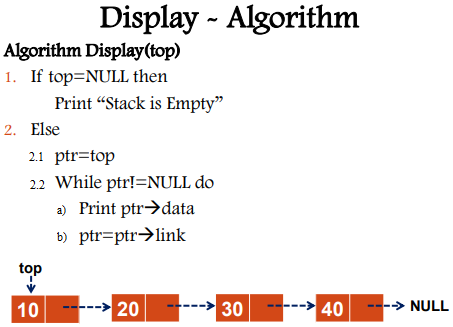 Display ~ Algorithm
Algorithm Display(top)
1. If top=NULL then
Print “Stack is Empty”
2. Else
2.1 ptr=top
2.2 While ptr!=NULL do
a) Print ptr→data
b) ptr=ptr→link
top
10 20 30 40 NULL